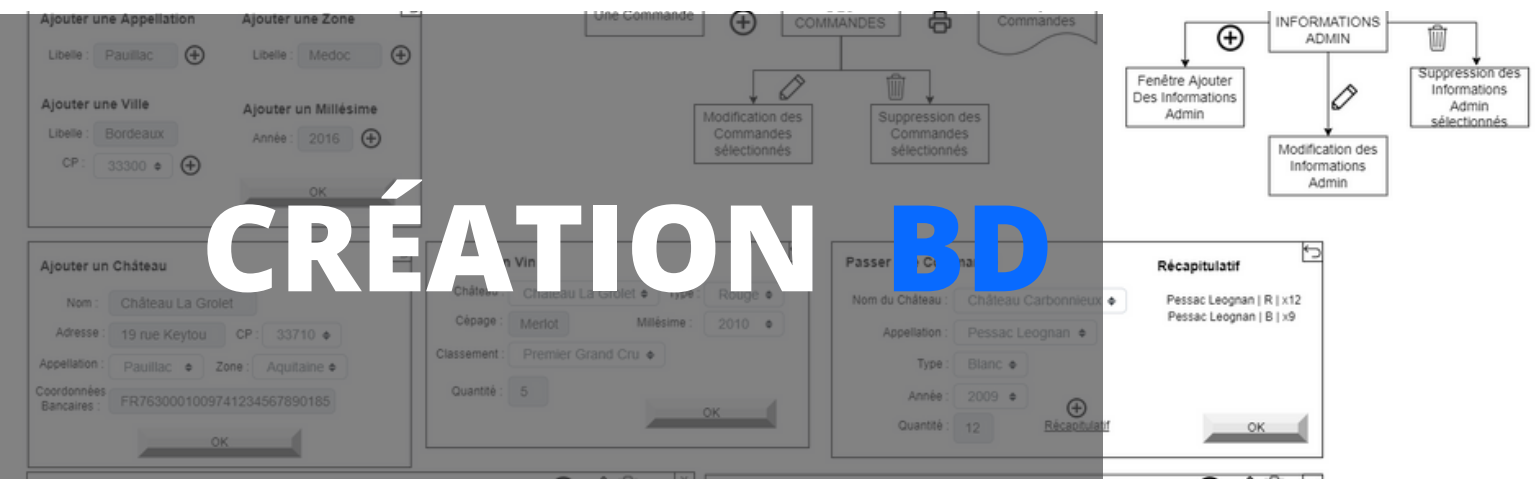 Ajouter une Appellation
Libelle : Pauillac
Ajouter une Zone
Libelle : Medoc
Ajouter une Ville
Libelle : Bordeaux
CP : 33300
Ajouter un Millésime
Année : 2016
OK
Une Commande
COMMANDES
Commandes
Modification des
Commandes
sélectionnés
Suppression des
Commandes
sélectionnés
INFORMATIONS
ADMIN
Fenêtre Ajouter
Des Informations
Admin
Modification des
Informations
Admin
Suppression des
Informations
Admin
sélectionnés
CRÉATION BD
Ajouter un Château
Nom : Château La Grolet
Adresse : 19 rue Keytou CP : 33710
Appellation : Pauillac Zone : Aquitaine
Coordonnées
Bancaires : FR7630001009741234567890185
OK
Vin
Château : Château La Grolet Type : Rouge
Cépage : Merlot Millésime : 2010
Classement : Premier Grand Cru
Quantité : 5
OK
Passer
Nom du Château : Château Carbonnieux
Appellation : Pessac Leognan
Type : Blanc
Année : 2009
Quantité : 12
Récapitulatif
Récapitulatif
Pessac Leognan | R | x12
Pessac Leognan | B | x9
OK